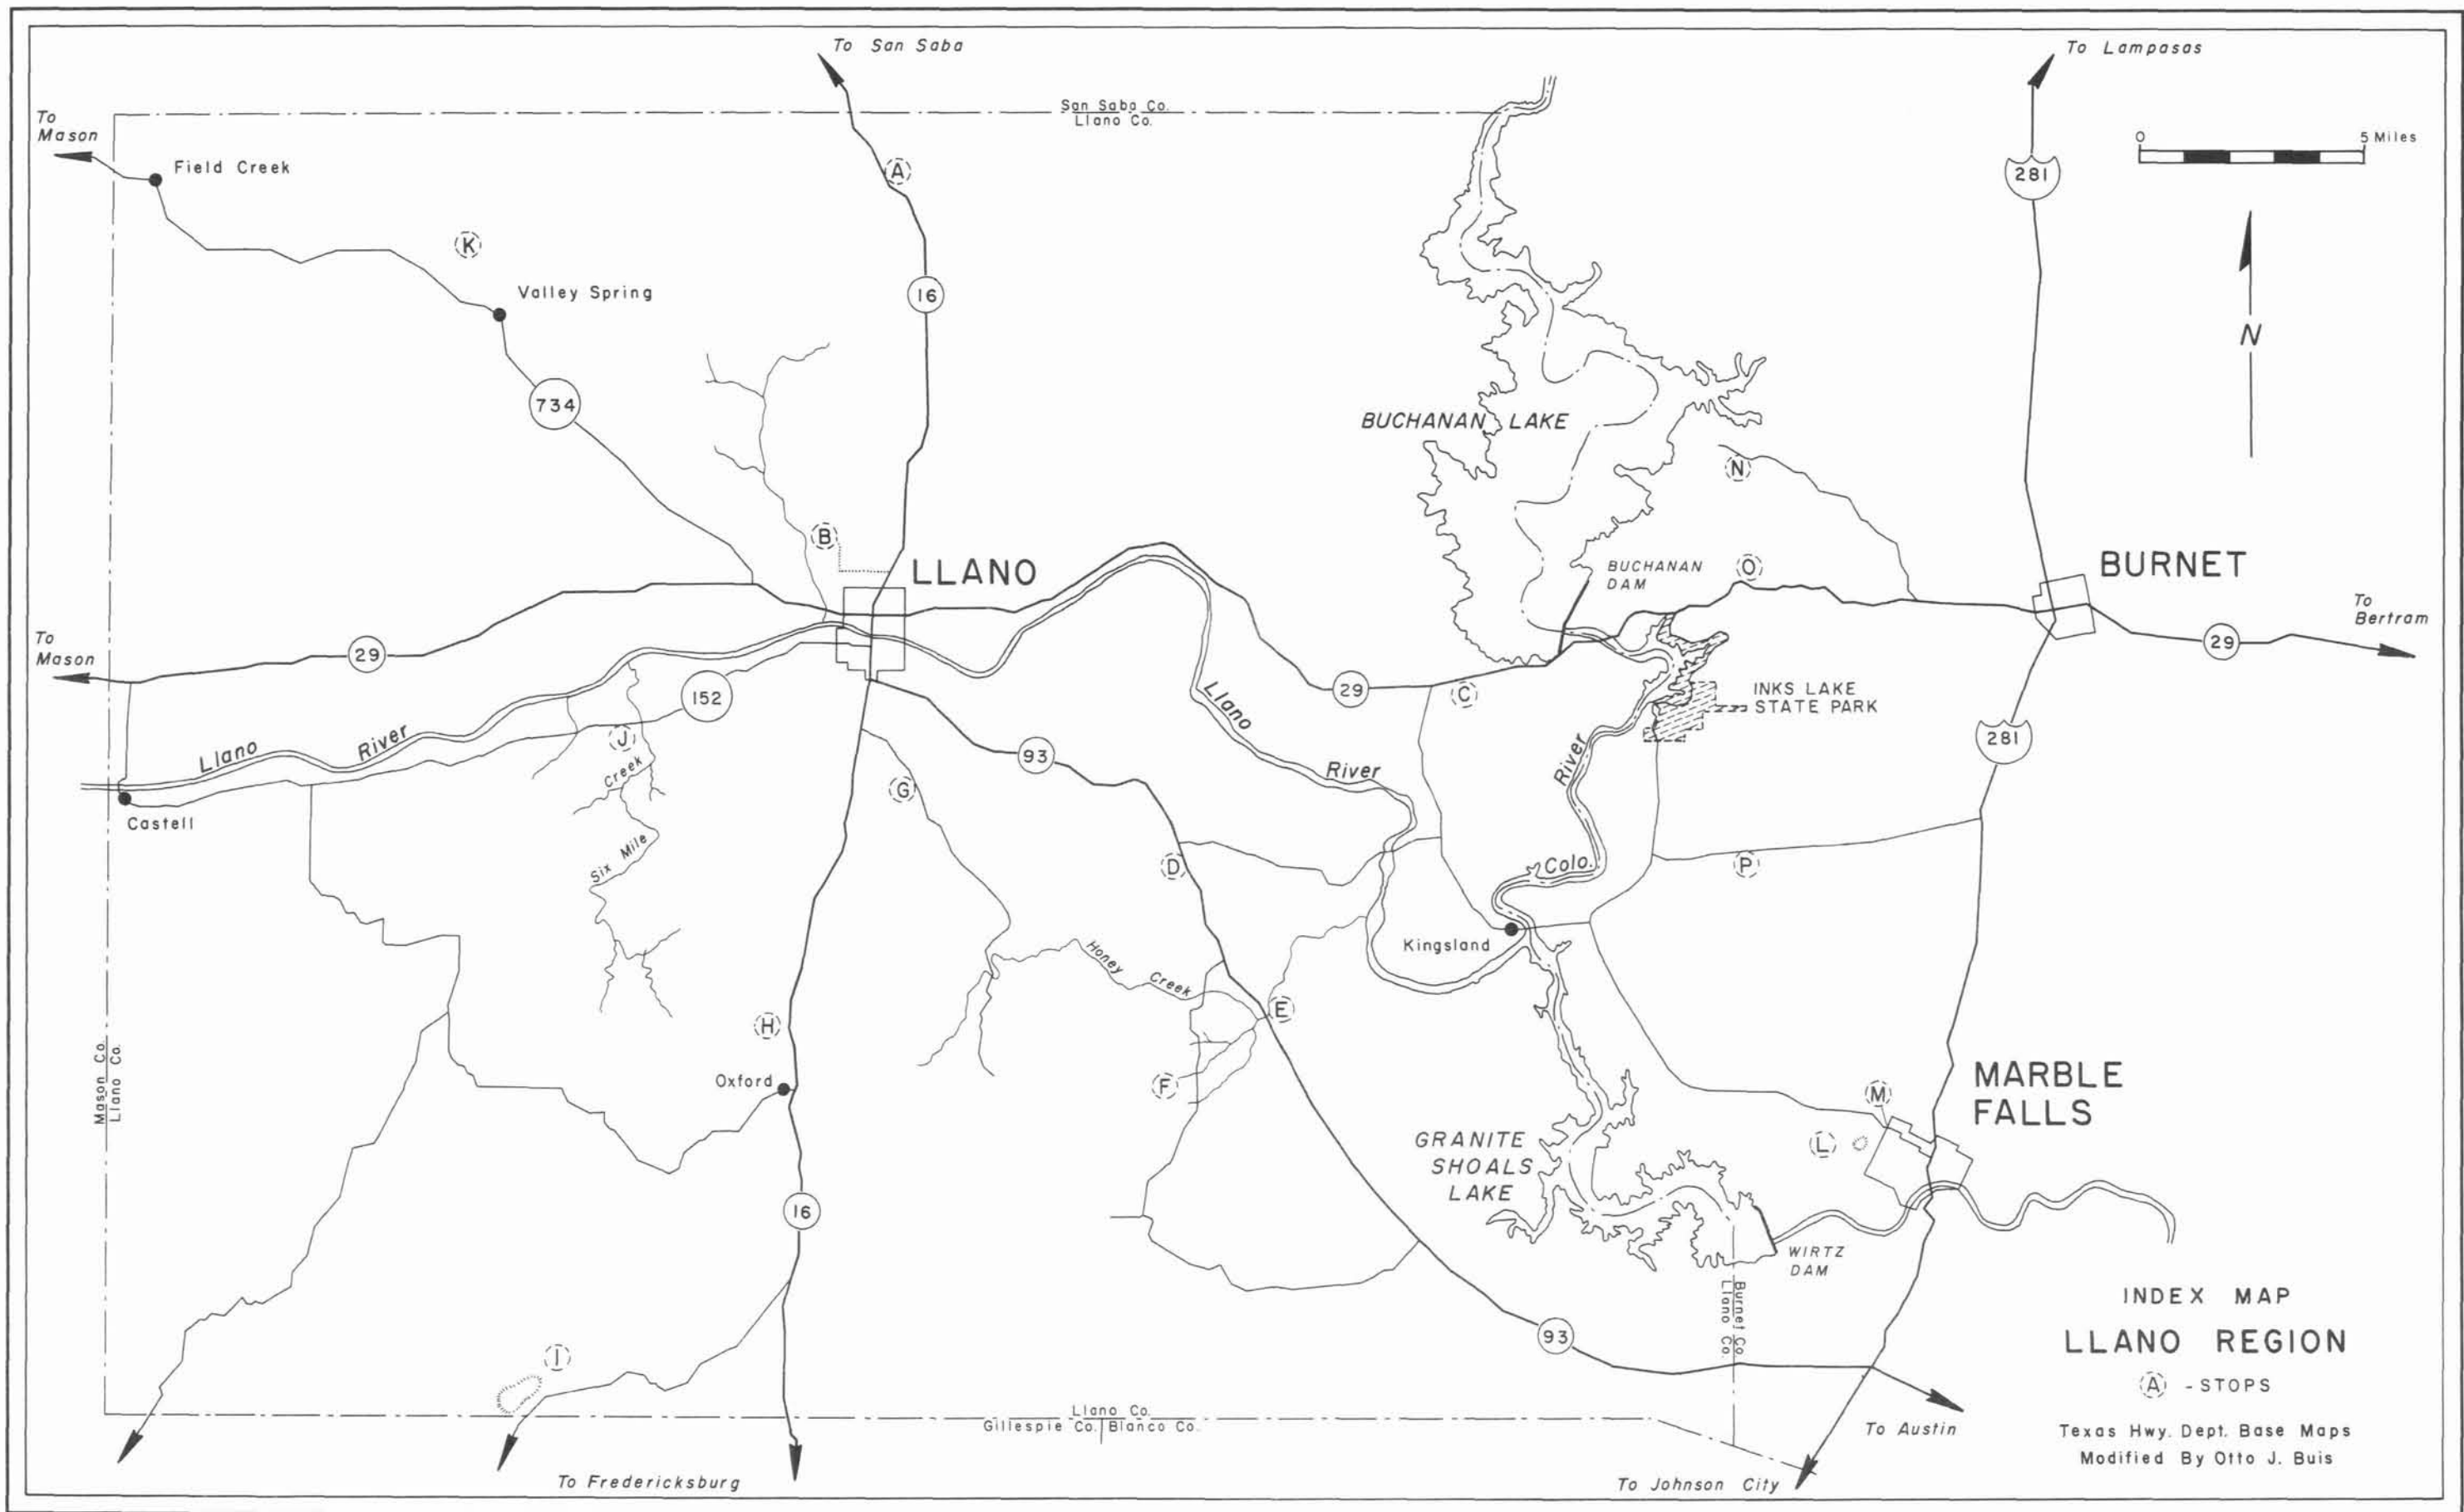 To San Saba
To Lampasas
San Saba Co.
Llano Co.
To
Mason
0
5 Miles
Field Creek
A
281
K
Valley Spring
16
N
734
BUCHANAN LAKE
N
B
LLANO
BUCHANAN
DAM
O
BURNET
To
Bertram
To
Mason
29
29
152
29
C
INKS LAKE
STATE PARK
Llano
River
J
Creek
93
Llano
River
River
281
G
Castell
Six Mile
D
Colo.
P
Kingsland
Honey
Creek
E
H
Mason Co.
Llano Co.
Oxford
F
MARBLE
FALLS
M
L
GRANITE
SHOALS
LAKE
16
WIRTZ
DAM
Burnet Co.
Llano Co.
INDEX MAP
LLANO REGION
A - STOPS
I
93
Llano Co.
Gillespie Co. Blanco Co.
To Austin
Texas Hwy. Dept. Base Maps
Modified By Otto J. Buis
To Fredericksburg
To Johnson City